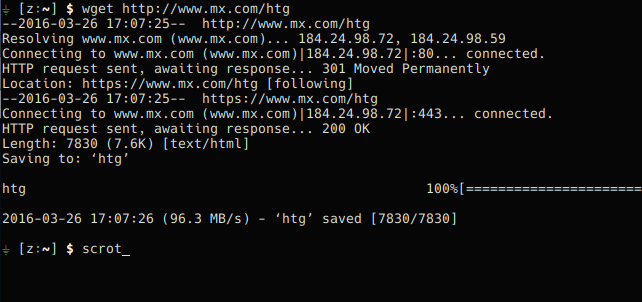 ⏚ [z:~] $ wget http://www.mx.com/htg
--2016-03-26 17:07:25--  http://www.mx.com/htg
Resolving www.mx.com (www.mx.com)... 184.24.98.72, 184.24.98.59
Connecting to www.mx.com (www.mx.com)|184.24.98.72|:80... connected.
HTTP request sent, awaiting response... 301 Moved Permanently
Location: https://www.mx.com/htg [following]
--2016-03-26 17:07:25--  https://www.mx.com/htg
Connecting to www.mx.com (www.mx.com)|184.24.98.72|:443... connected.
HTTP request sent, awaiting response... 200 OK
Length: 7830 (7.6K) [text/html]
Saving to: ‘htg’
htg 100%[======================
2016-03-26 17:07:26 (96.3 MB/s) - ‘htg’ saved [7830/7830]
⏚ [z:~] $ scrot_